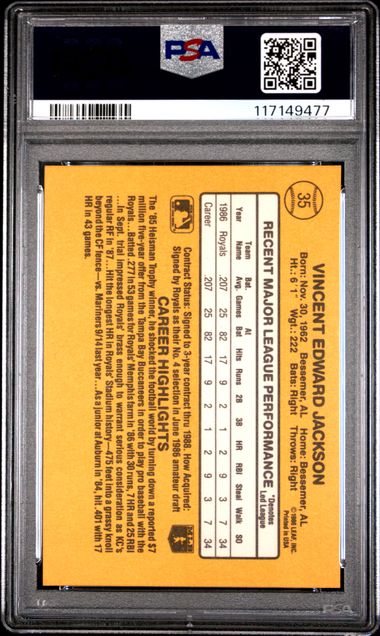 PSA
117149477
35
VINCENT EDWARD JACKSON
Born: Nov. 30, 1962 Bessemer, AL Home: Bessemer, AL
Ht.: 6'1" Wgt.: 222 Bats: Right Throws: Right
©1986 LEAF, INC.
Printed in USA
RECENT MAJOR LEAGUE PERFORMANCE *Denotes Led League
Year Team Name Bat. Avg. Games At Bat Hits Runs 2B 3B HR RBI Steal Walk SO
1986 Royals .207 25 82 17 9 2 1 2 9 3 7 34
Career .207 25 82 17 9 2 1 2 9 3 7 34
Contract Status: Signed to 3-year contract thru 1988. How Acquired:
Signed by Royals as their No. 4 selection in June 1986 amateur draft
CAREER HIGHLIGHTS
The '85 Heisman Trophy winner, he shocked the football world by turning down a reported $7
million five-year offer from the Tampa Bay Buccaneers in order to play pro baseball with the
Royals...Batted .277 in 53 games for Royals' Memphis farm in '86 with 30 runs, 7 HR and 25 RBI
...In Sept. trial impressed Royals' brass enough to warrant serious consideration as KC's
regular RF in '87...Hit the longest HR in Royals' Stadium history—475 feet into a grassy knoll
beyond the CF fence—vs. Mariners 9/14 last year...As a junior at Auburn in '84, hit .401 with 17
HR in 43 games.
PSA